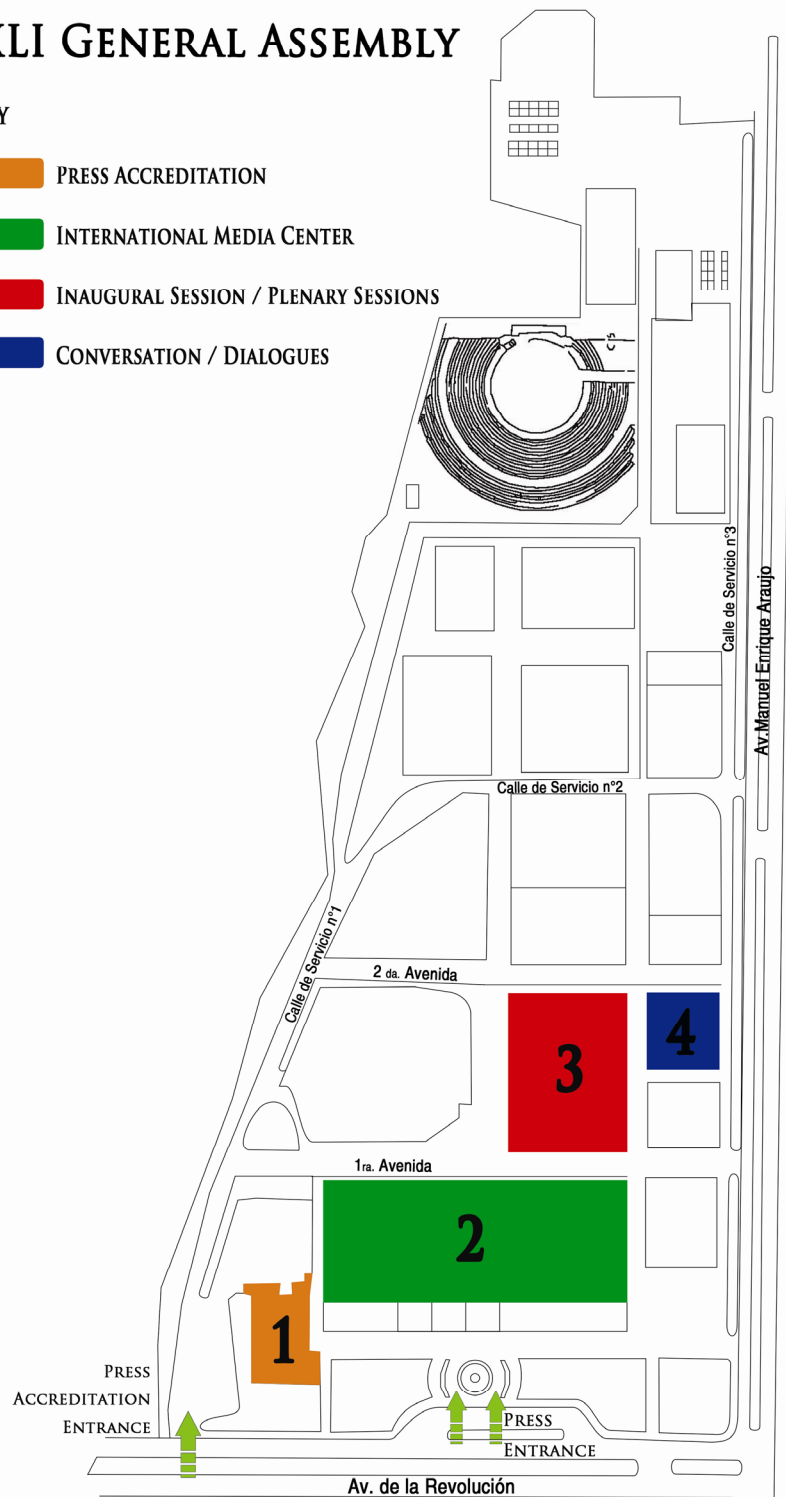 XLI GENERAL ASSEMBLY
Y
PRESS ACCREDITATION
INTERNATIONAL MEDIA CENTER
INAUGURAL SESSION / PLENARY SESSIONS
CONVERSATION / DIALOGUES
Calle de Servicio n°3
Av.Manuel Enrique Araujo
Calle de Servicio n°2
Calle de Servicio n°1
2 da. Avenida
3
4
1ra. Avenida
2
1
PRESS
ACCREDITATION
ENTRANCE
PRESS
ENTRANCE
Av. de la Revolución